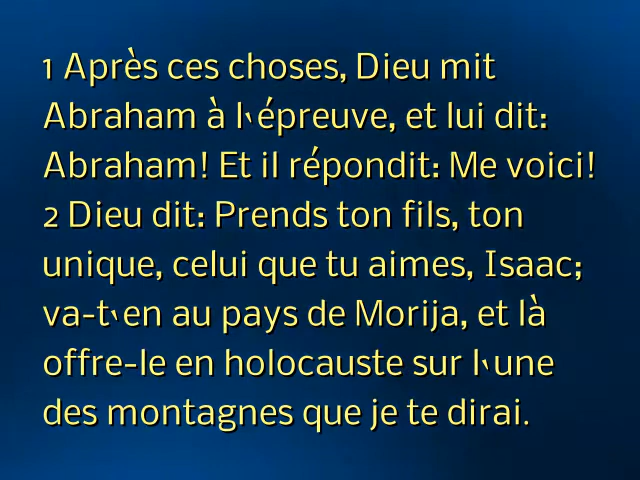 1 Après ces choses, Dieu mit
Abraham à l‵épreuve, et lui dit:
Abraham! Et il répondit: Me voici!
2 Dieu dit: Prends ton fils, ton
unique, celui que tu aimes, Isaac;
va-t‵en au pays de Morija, et là
offre-le en holocauste sur l‵une
des montagnes que je te dirai.